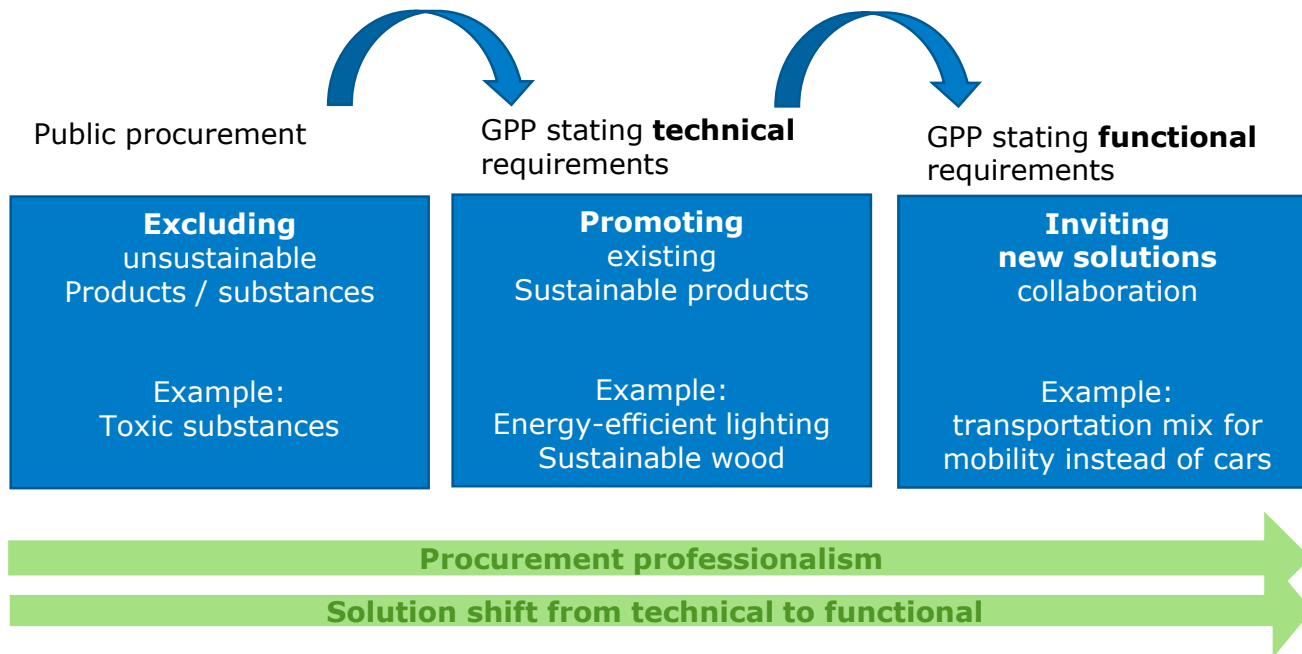 Public procurement
GPP stating technical
requirements
GPP stating functional
requirements
Excluding
unsustainable
Products / substances
Example:
Toxic substances
Promoting
existing
Sustainable products
Example:
Energy-efficient lighting
Sustainable wood
Inviting
new solutions
collaboration
Example:
transportation mix for
mobility instead of cars
Procurement professionalism
Solution shift from technical to functional